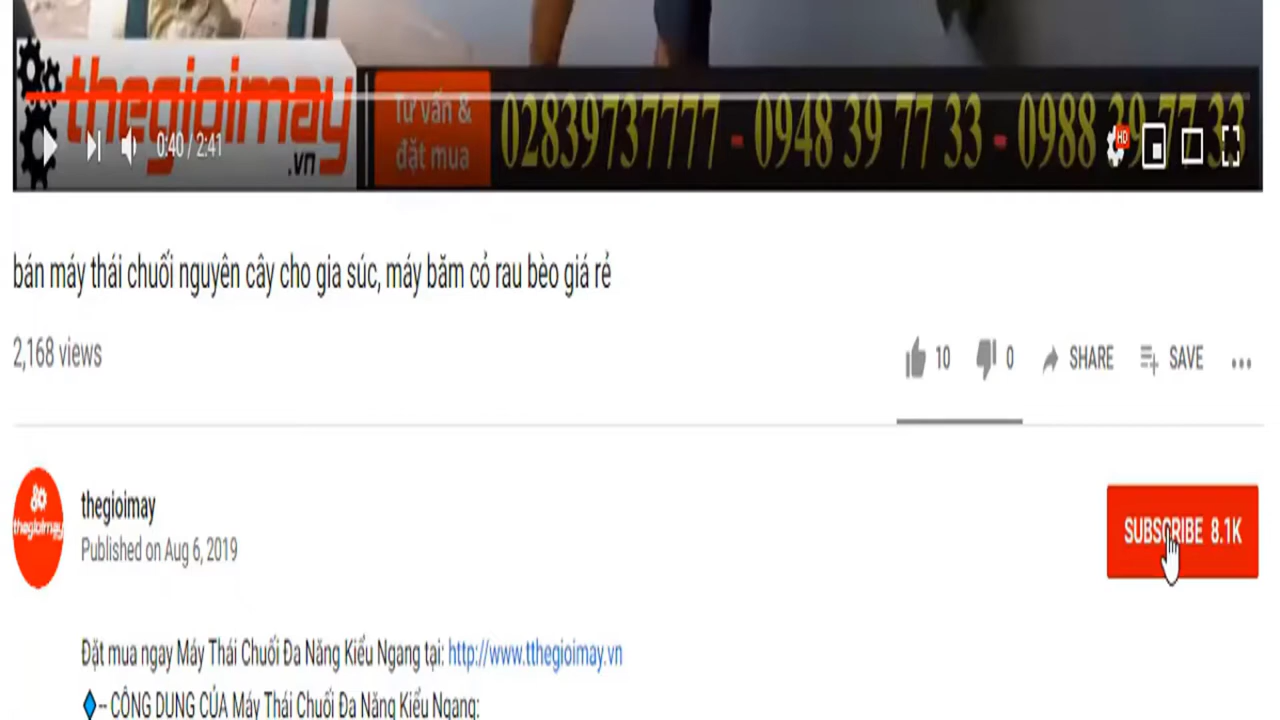 thegioimay
.vn
Tư vấn &
đặt mua
02839737777 - 0948 39 77 33 - 0988 39 77 33
0:40 / 2:41
HD
bán máy thái chuối nguyên cây cho gia súc, máy băm cỏ rau bèo giá rẻ
2,168 views
10 0 SHARE SAVE
thegioimay
thegioimay
Published on Aug 6, 2019
SUBSCRIBE 8.1K
Đặt mua ngay Máy Thái Chuối Đa Năng Kiểu Ngang tại: http://www.tthegioimay.vn
-- CÔNG DỤNG CỦA Máy Thái Chuối Đa Năng Kiểu Ngang: